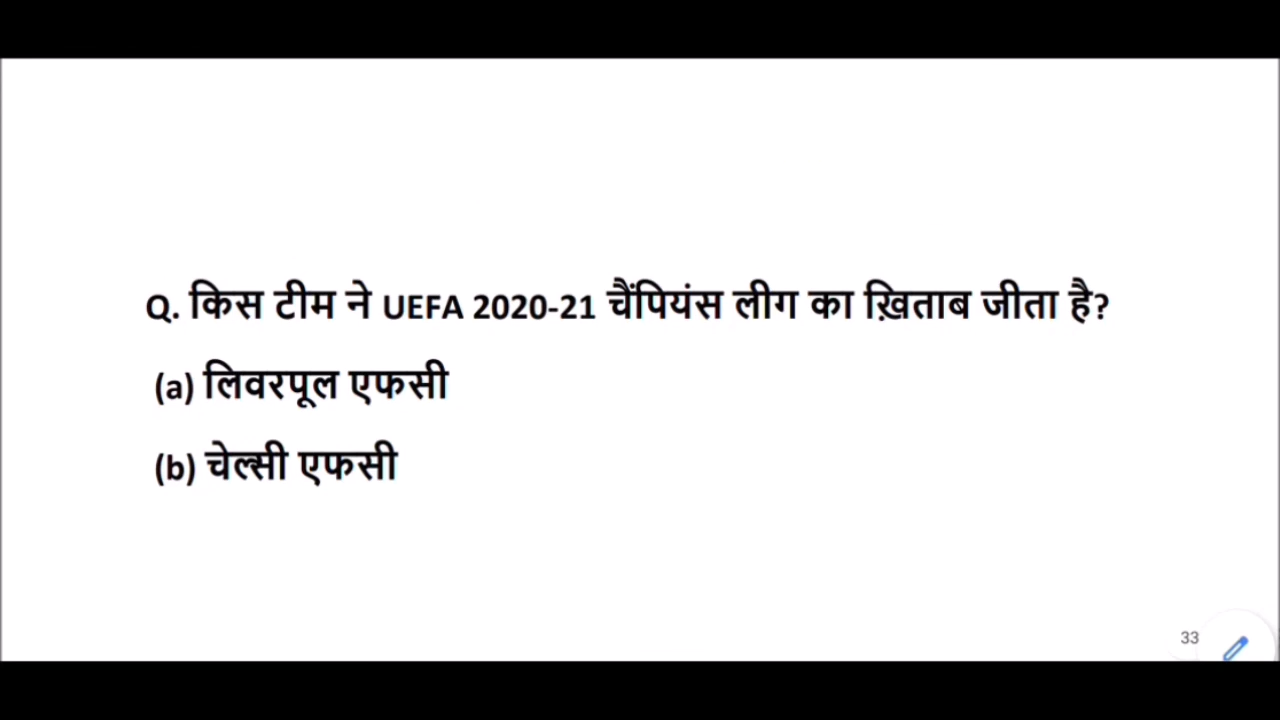 Q. किस टीम ने UEFA 2020-21 चैंपियंस लीग का ख़िताब जीता है?
(a) लिवरपूल एफसी
(b) चेल्सी एफसी
33